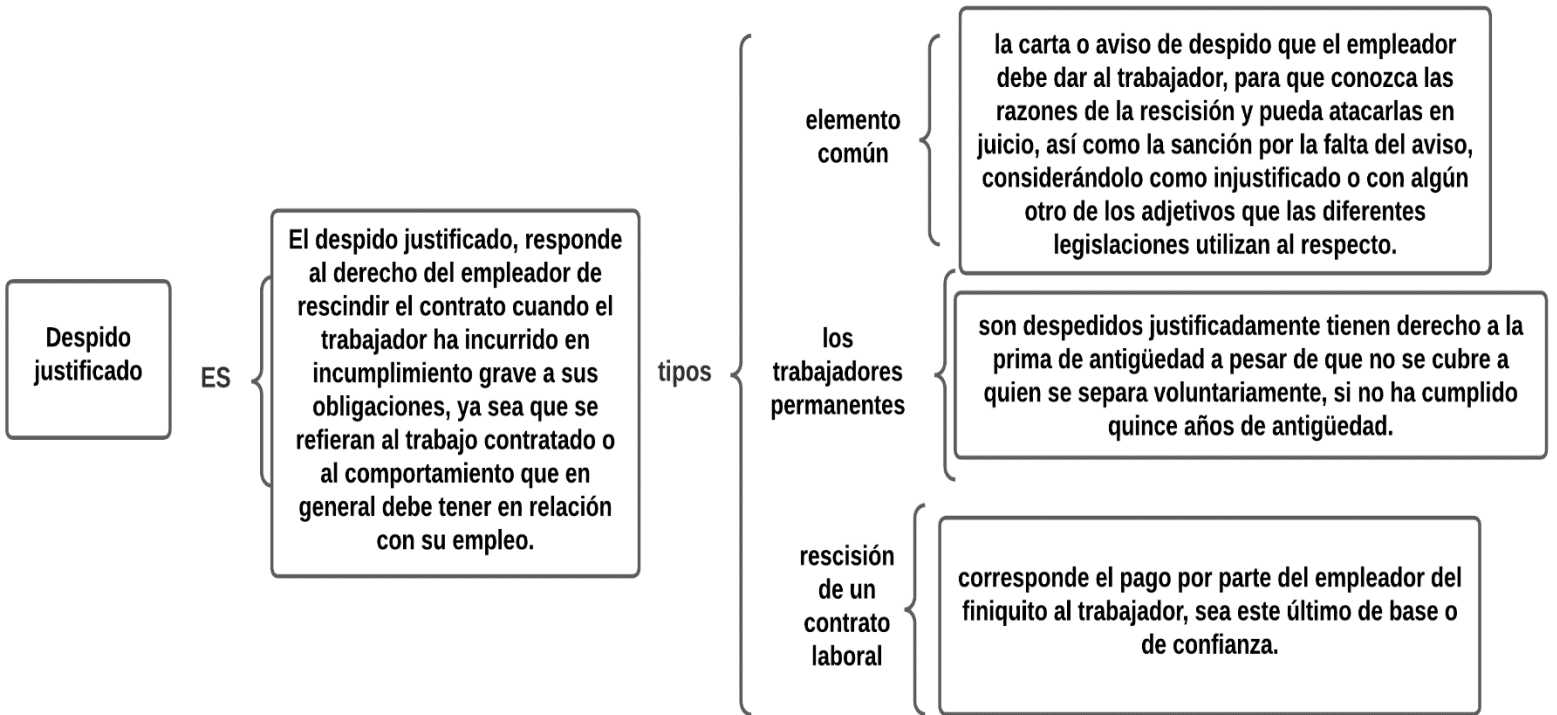 Despido
justificado
ES
El despido justificado, responde
al derecho del empleador de
rescindir el contrato cuando el
trabajador ha incurrido en
incumplimiento grave a sus
obligaciones, ya sea que se
refieran al trabajo contratado o
al comportamiento que en
general debe tener en relación
con su empleo.
tipos
elemento
común
la carta o aviso de despido que el empleador
debe dar al trabajador, para que conozca las
razones de la rescisión y pueda atacarlas en
juicio, así como la sanción por la falta del aviso,
considerándolo como injustificado o con algún
otro de los adjetivos que las diferentes
legislaciones utilizan al respecto.
los
trabajadores
permanentes
son despedidos justificadamente tienen derecho a la
prima de antigüedad a pesar de que no se cubre a
quien se separa voluntariamente, si no ha cumplido
quince años de antigüedad.
rescisión
de un
contrato
laboral
corresponde el pago por parte del empleador del
finiquito al trabajador, sea este último de base o
de confianza.